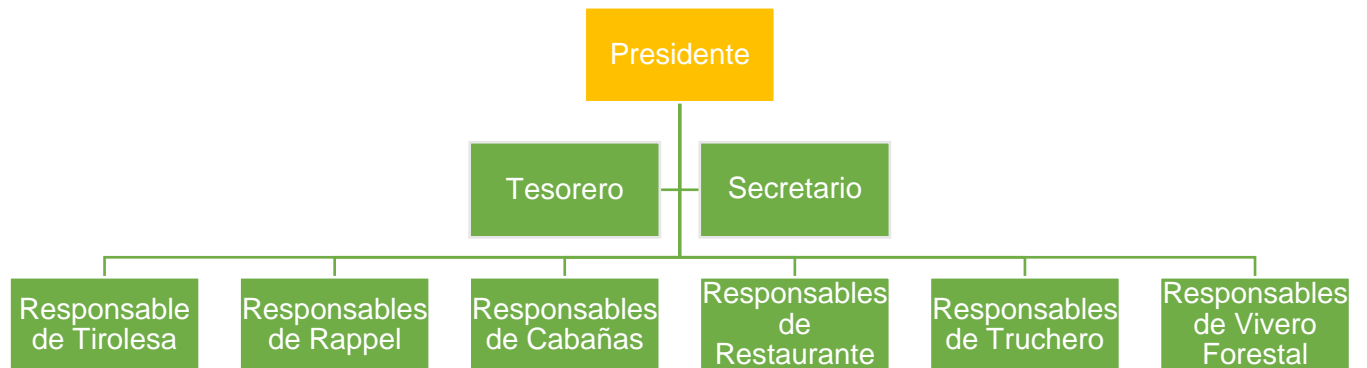 Presidente
Tesorero
Secretario
Responsable
de Tirolesa
Responsables
de Rappel
Responsables
de Cabañas
Responsables
de
Restaurante
Responsables
de Truchero
Responsables
de Vivero
Forestal